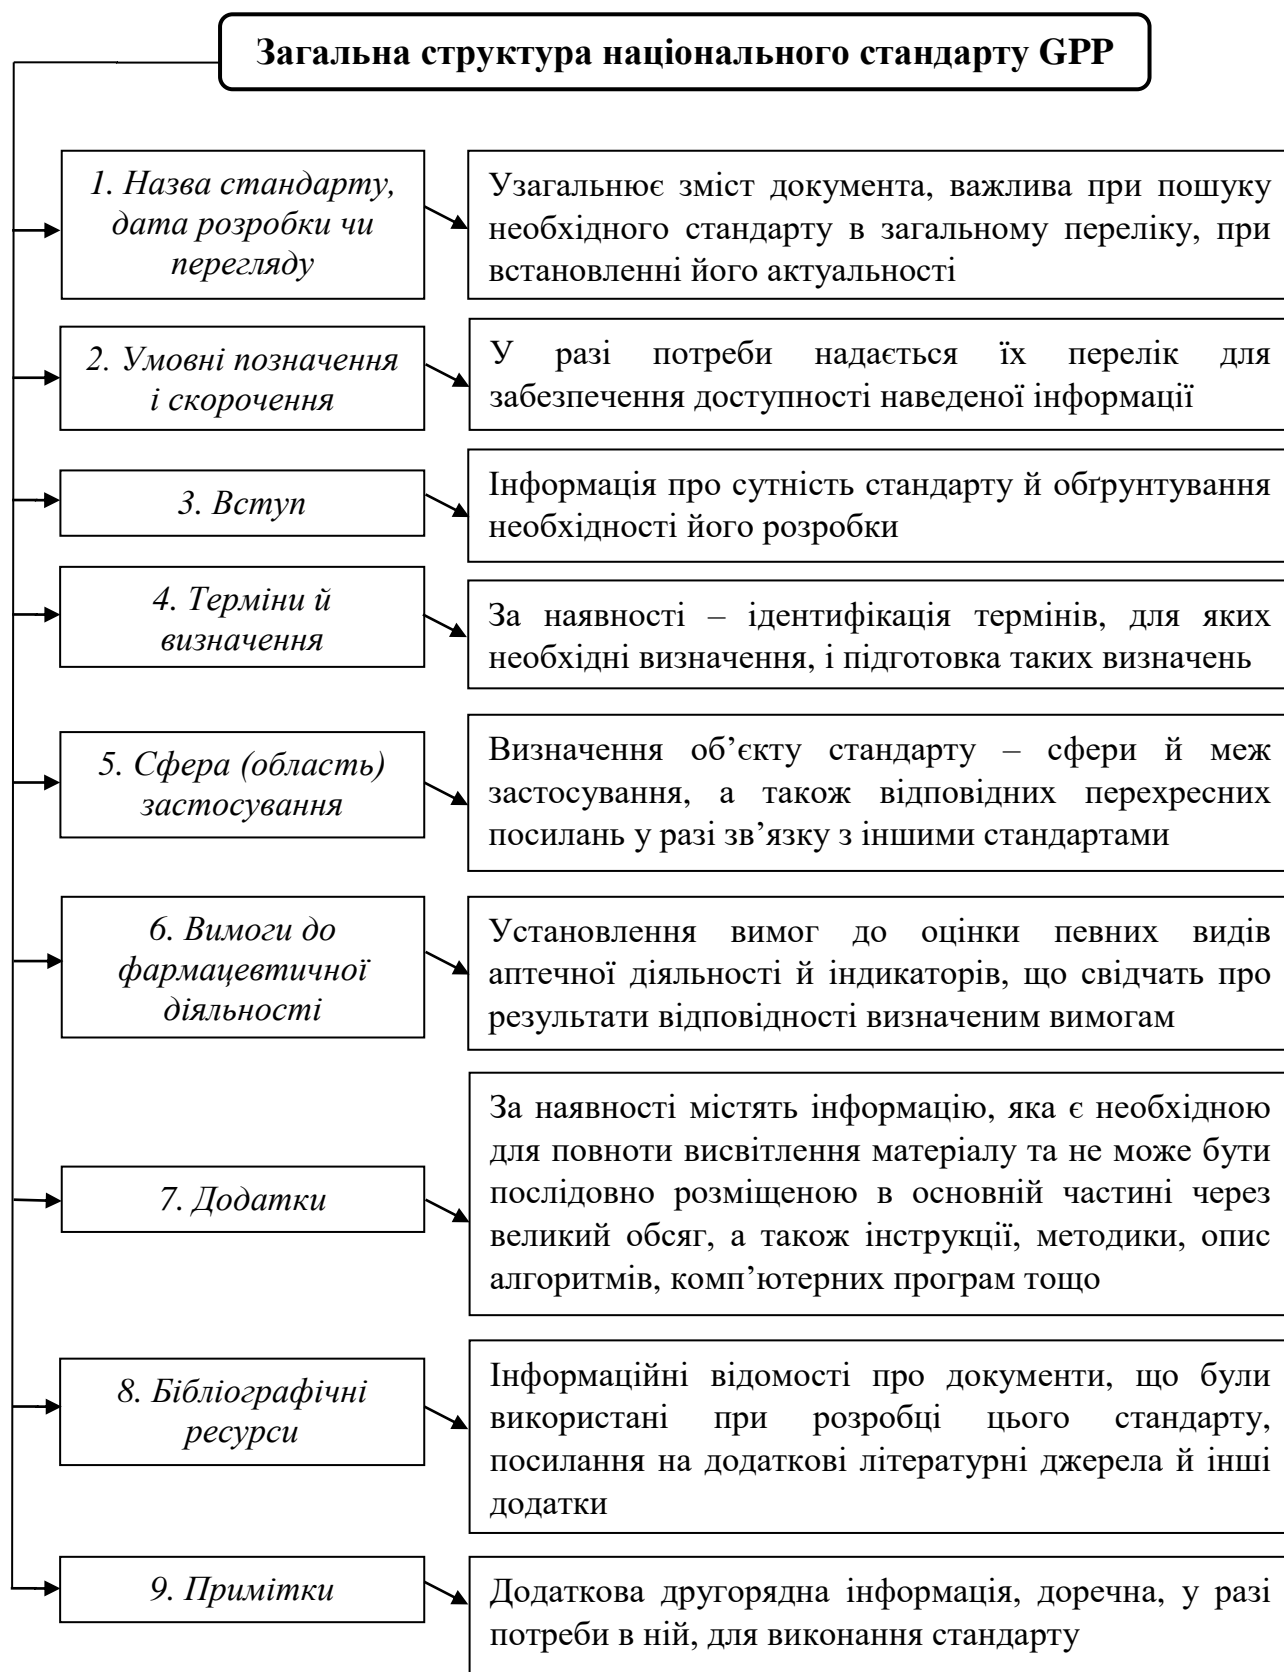 Загальна структура національного стандарту GPP
1. Назва стандарту,
дата розробки чи
перегляду
Узагальнює зміст документа, важлива при пошуку
необхідного стандарту в загальному переліку, при
встановленні його актуальності
2. Умовні позначення
і скорочення
У разі потреби надається їх перелік для
забезпечення доступності наведеної інформації
3. Вступ
Інформація про сутність стандарту й обґрунтування
необхідності його розробки
4. Терміни й
визначення
За наявності – ідентифікація термінів, для яких
необхідні визначення, і підготовка таких визначень
5. Сфера (область)
застосування
Визначення об’єкту стандарту – сфери й меж
застосування, а також відповідних перехресних
посилань у разі зв’язку з іншими стандартами
6. Вимоги до
фармацевтичної
діяльності
Установлення вимог до оцінки певних видів
аптечної діяльності й індикаторів, що свідчать про
результати відповідності визначеним вимогам
7. Додатки
За наявності містять інформацію, яка є необхідною
для повноти висвітлення матеріалу та не може бути
послідовно розміщеною в основній частині через
великий обсяг, а також інструкції, методики, опис
алгоритмів, комп’ютерних програм тощо
8. Бібліографічні
ресурси
Інформаційні відомості про документи, що були
використані при розробці цього стандарту,
посилання на додаткові літературні джерела й інші
додатки
9. Примітки
Додаткова другорядна інформація, доречна, у разі
потреби в ній, для виконання стандарту